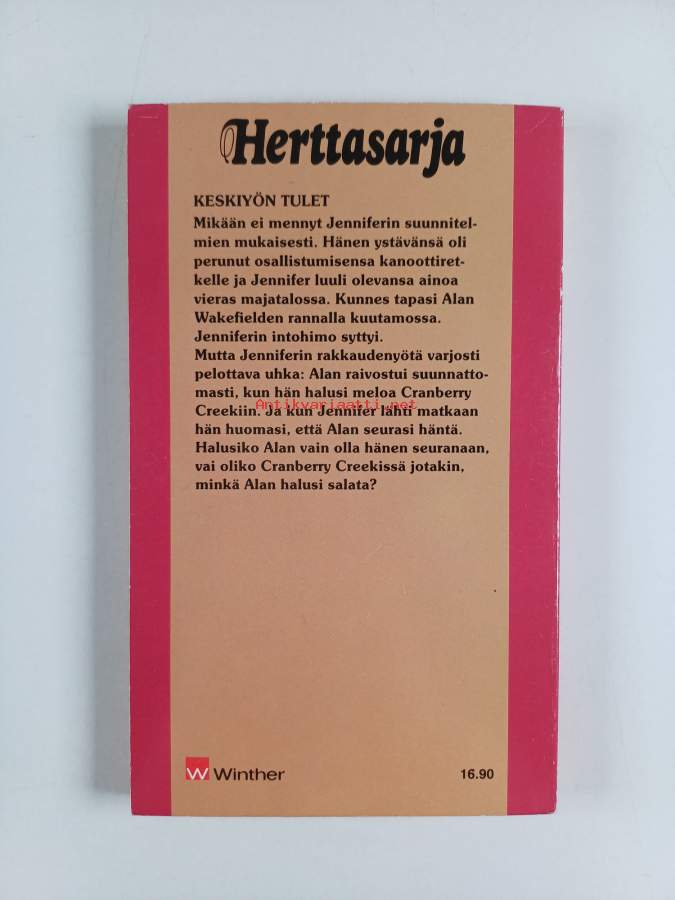 Herttasarja
KESKIYÖN TULET
Mikään ei mennyt Jenniferin suunnitel-
mien mukaisesti. Hänen ystävänsä oli
perunut osallistumisensa kanoottiret-
kelle ja Jennifer luuli olevansa ainoa
vieras majatalossa. Kunnes tapasi Alan
Wakefielden rannalla kuutamossa.
Jenniferin intohimo syttyi.
Mutta Jenniferin rakkaudenyötä varjosti
pelottava uhka: Alan raivostui suunnatto-
masti, kun hän halusi meloa Cranberry
Antikvariaatti.net
Creekiin. Ja kun Jennifer lähti matkaan
hän huomasi, että Alan seurasi häntä.
Halusiko Alan vain olla hänen seuranaan,
vai oliko Cranberry Creekissä jotakin,
minkä Alan halusi salata?
W Winther
16.90